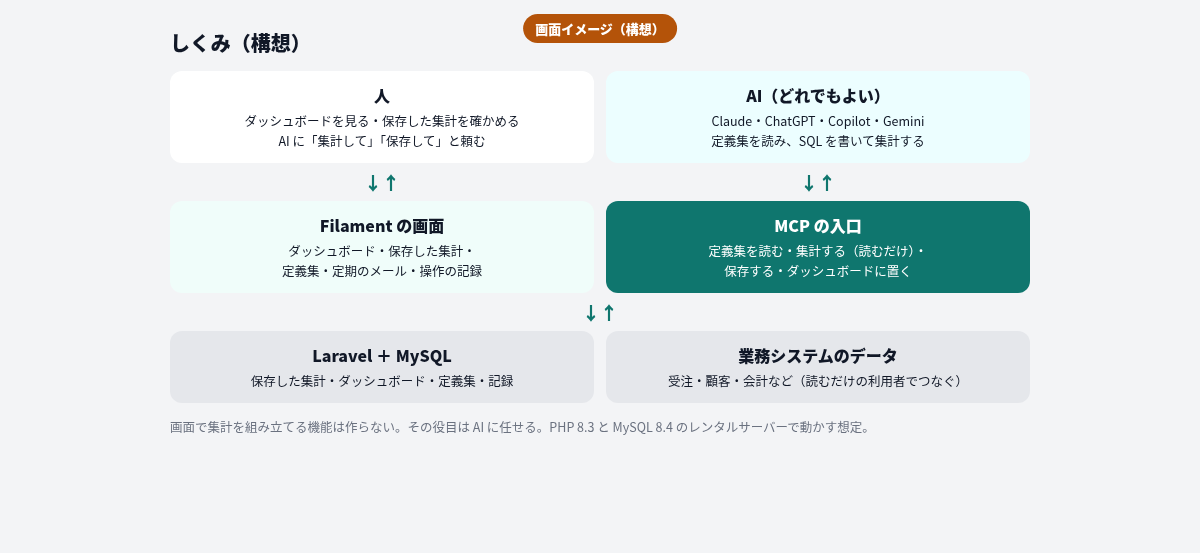 画面イメージ（構想）
しくみ（構想）
人
ダッシュボードを見る・保存した集計を確かめる
AI に「集計して」「保存して」と頼む
AI（どれでもよい）
Claude・ChatGPT・Copilot・Gemini
定義集を読み、SQL を書いて集計する
↓ ↑
↓ ↑
Filament の画面
ダッシュボード・保存した集計・
定義集・定期のメール・操作の記録
MCP の入口
定義集を読む・集計する（読むだけ）・
保存する・ダッシュボードに置く
↓ ↑
Laravel ＋ MySQL
保存した集計・ダッシュボード・定義集・記録
業務システムのデータ
受注・顧客・会計など（読むだけの利用者でつなぐ）
画面で集計を組み立てる機能は作らない。その役目は AI に任せる。PHP 8.3 と MySQL 8.4 のレンタルサーバーで動かす想定。